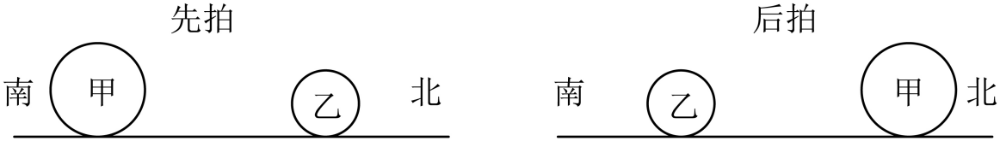 先拍
后拍
南 甲 乙 北
南 乙 甲 北